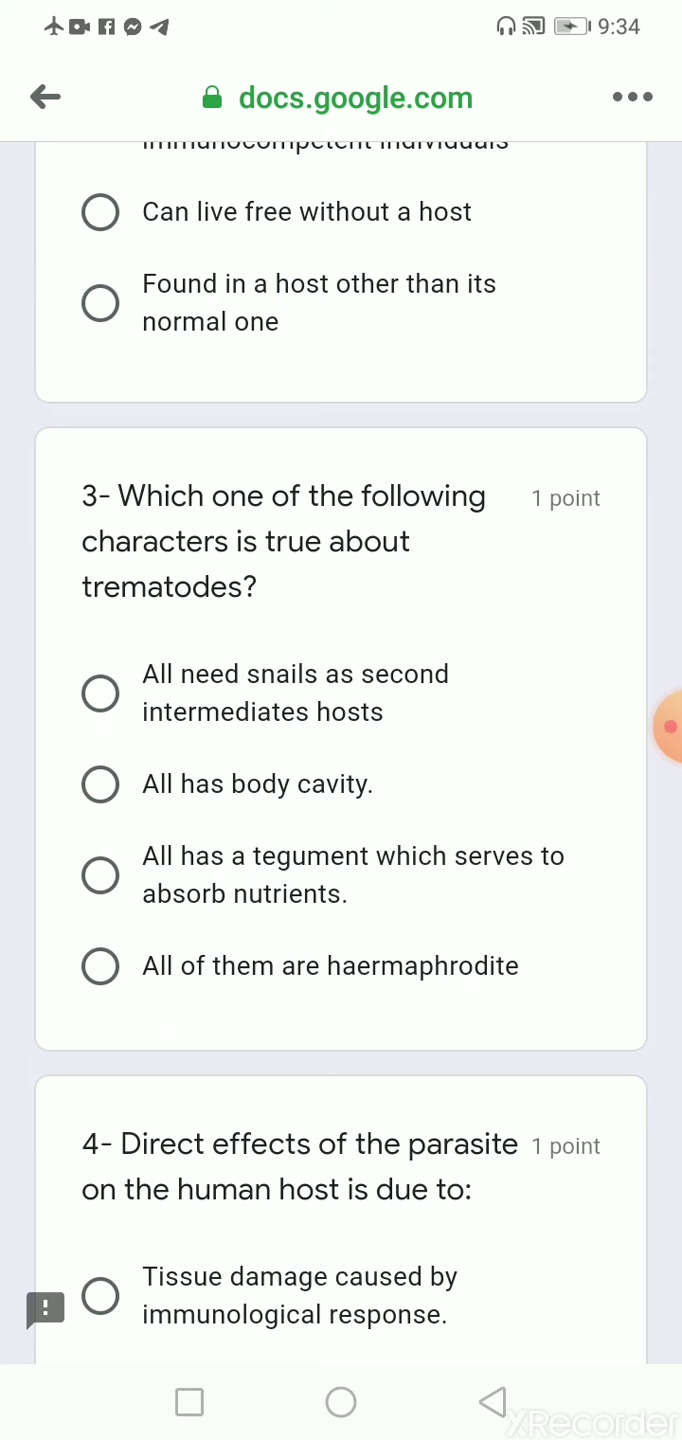 9:34
docs.google.com
immunocompetent individuals
Can live free without a host
Found in a host other than its
normal one
3- Which one of the following
1 point
characters is true about
trematodes?
All need snails as second
intermediates hosts
All has body cavity.
All has a tegument which serves to
absorb nutrients.
All of them are haermaphrodite
4- Direct effects of the parasite
1 point
on the human host is due to:
Tissue damage caused by
immunological response.
XRecorder